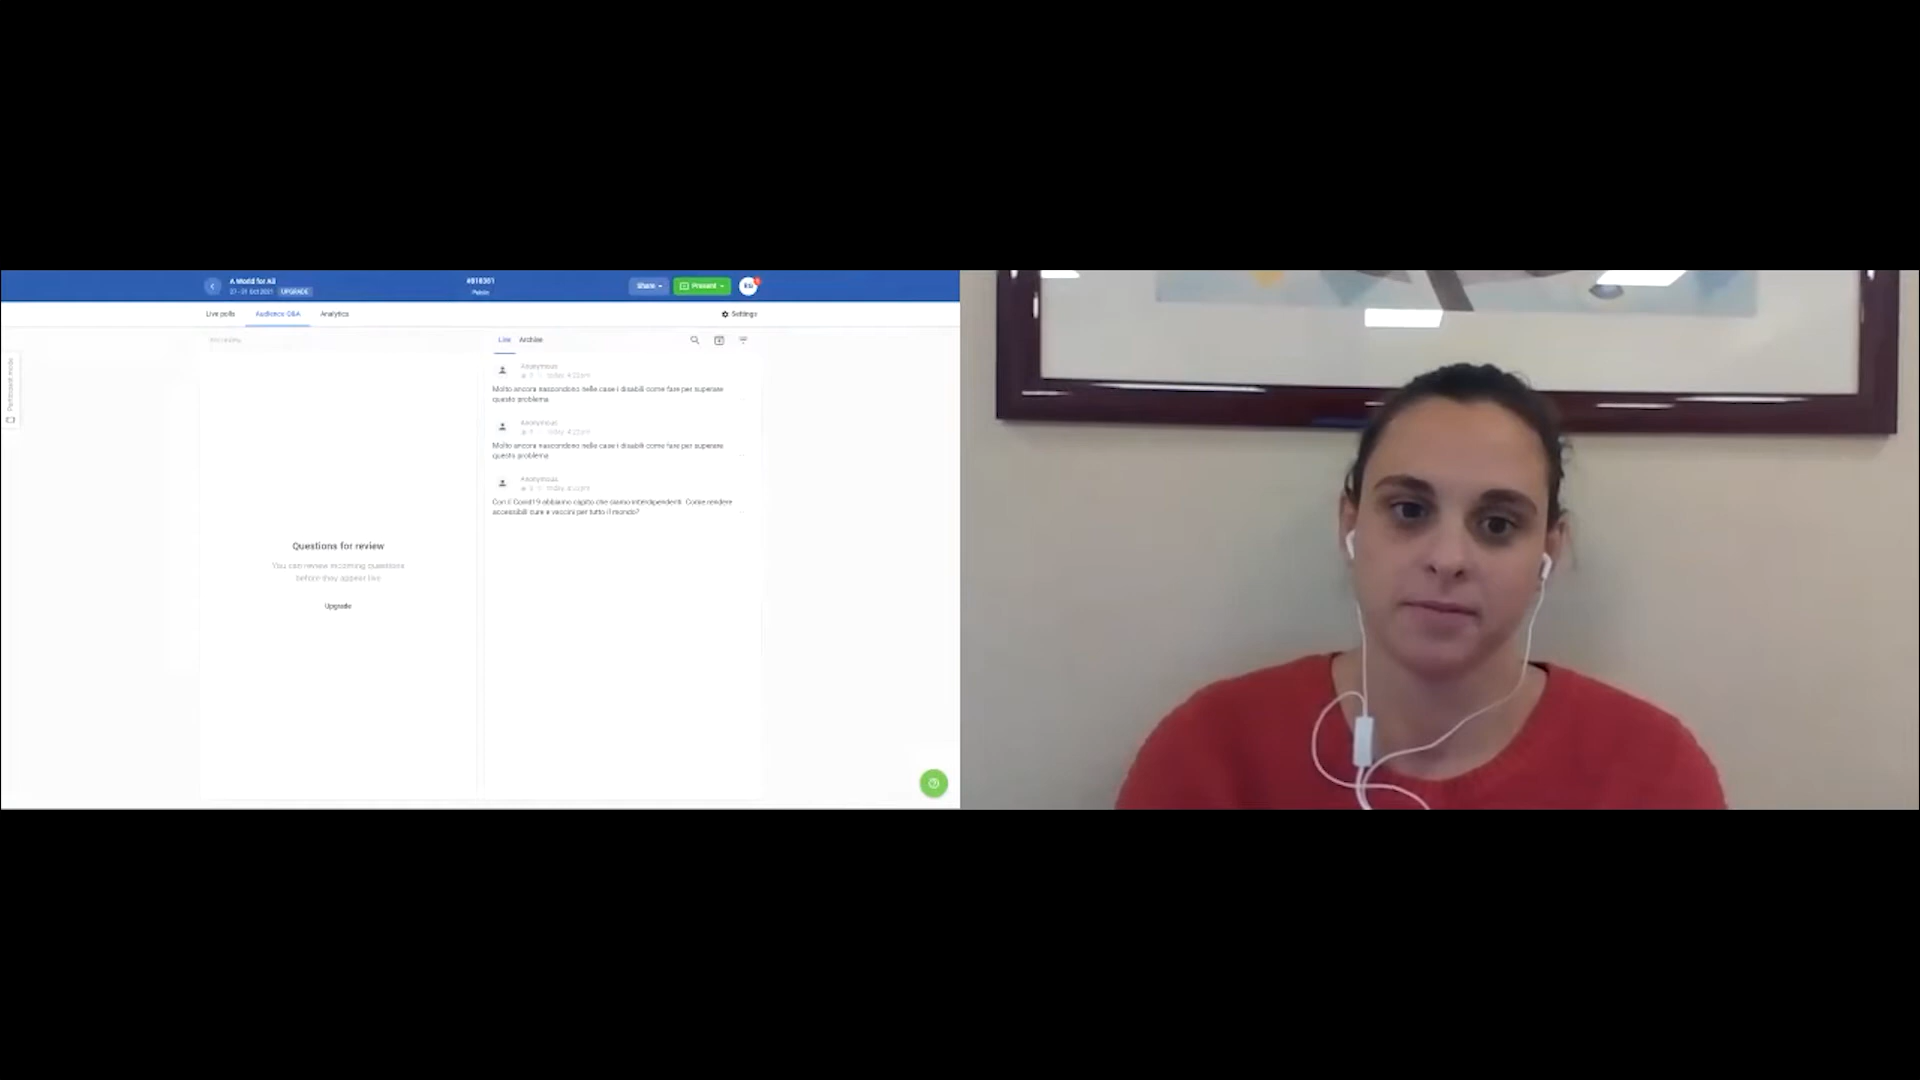 A World for All
#818381
Share
Present
UPGRADE
Live polls
Audience Q&A
Analytics
Settings
Live
Archive
Participant mode
Anonymous
Molto ancora nascondono nelle case i disabili come fare per superare
questo problema
Anonymous
Molto ancora nascondono nelle case i disabili come fare per superare
questo problema
Anonymous
Con il Covid19 abbiamo capito che siamo interdipendenti. Come rendere
accessibili cure e vaccini per tutto il mondo?
Questions for review
You can review incoming questions
before they appear live
Upgrade